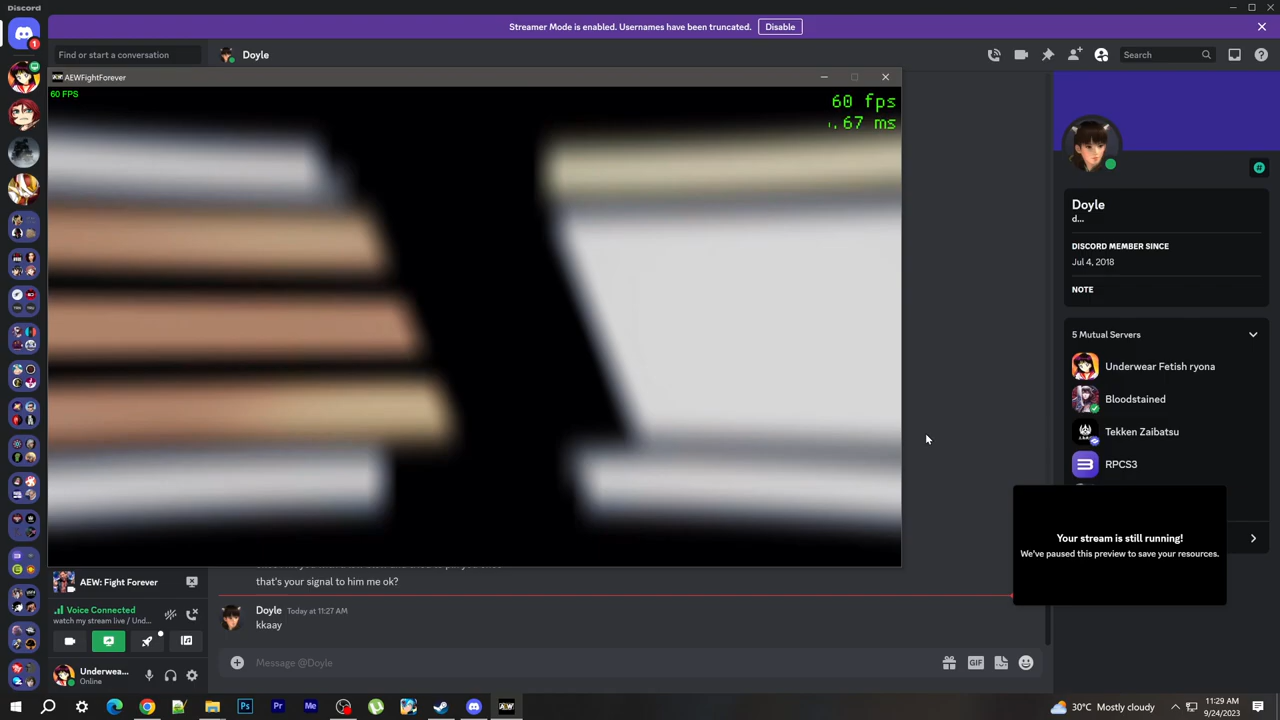 Discord
Streamer Mode is enabled. Usernames have been truncated.
Disable
Find or start a conversation
Doyle
Search
AEWFightForever
60 FPS
60 fps
.67 ms
Doyle
d...
DISCORD MEMBER SINCE
Jul 4, 2018
NOTE
5 Mutual Servers
Underwear Fetish ryona
Bloodstained
Tekken Zaibatsu
RPCS3
Your stream is still running!
We've paused this preview to save your resources.
that's your signal to him me ok?
Doyle Today at 11:27 AM
kkaay
AEW: Fight Forever
Voice Connected
watch my stream live / Und...
Message @Doyle
GIF
Underwea...
Online
30°C Mostly cloudy
11:29 AM
9/24/2023